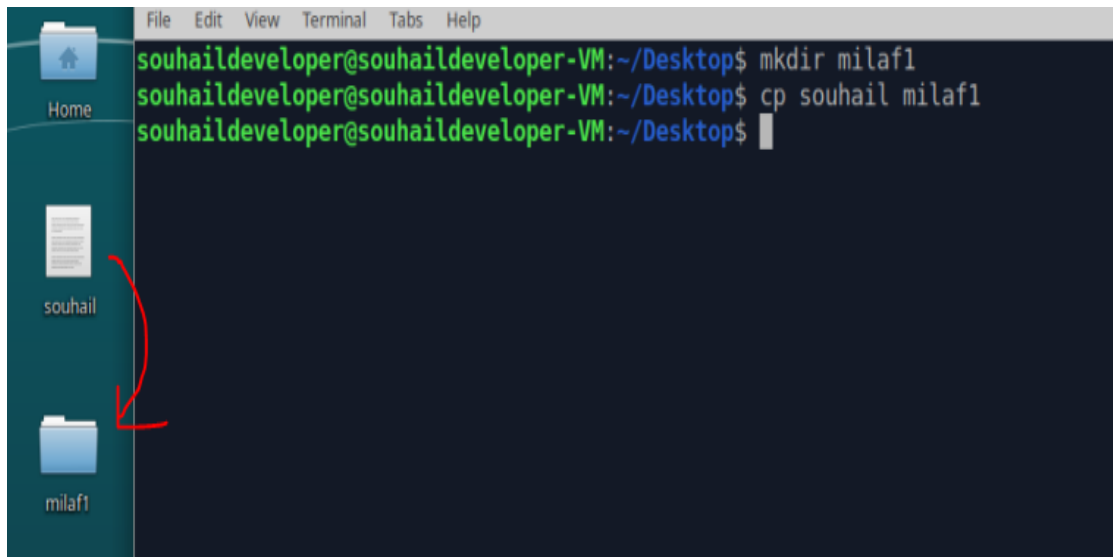 File Edit View Terminal Tabs Help
souhaildeveloper@souhaildeveloper-VM:~/Desktop$ mkdir milaf1
souhaildeveloper@souhaildeveloper-VM:~/Desktop$ cp souhail milaf1
souhaildeveloper@souhaildeveloper-VM:~/Desktop$
Home
souhail
milaf1